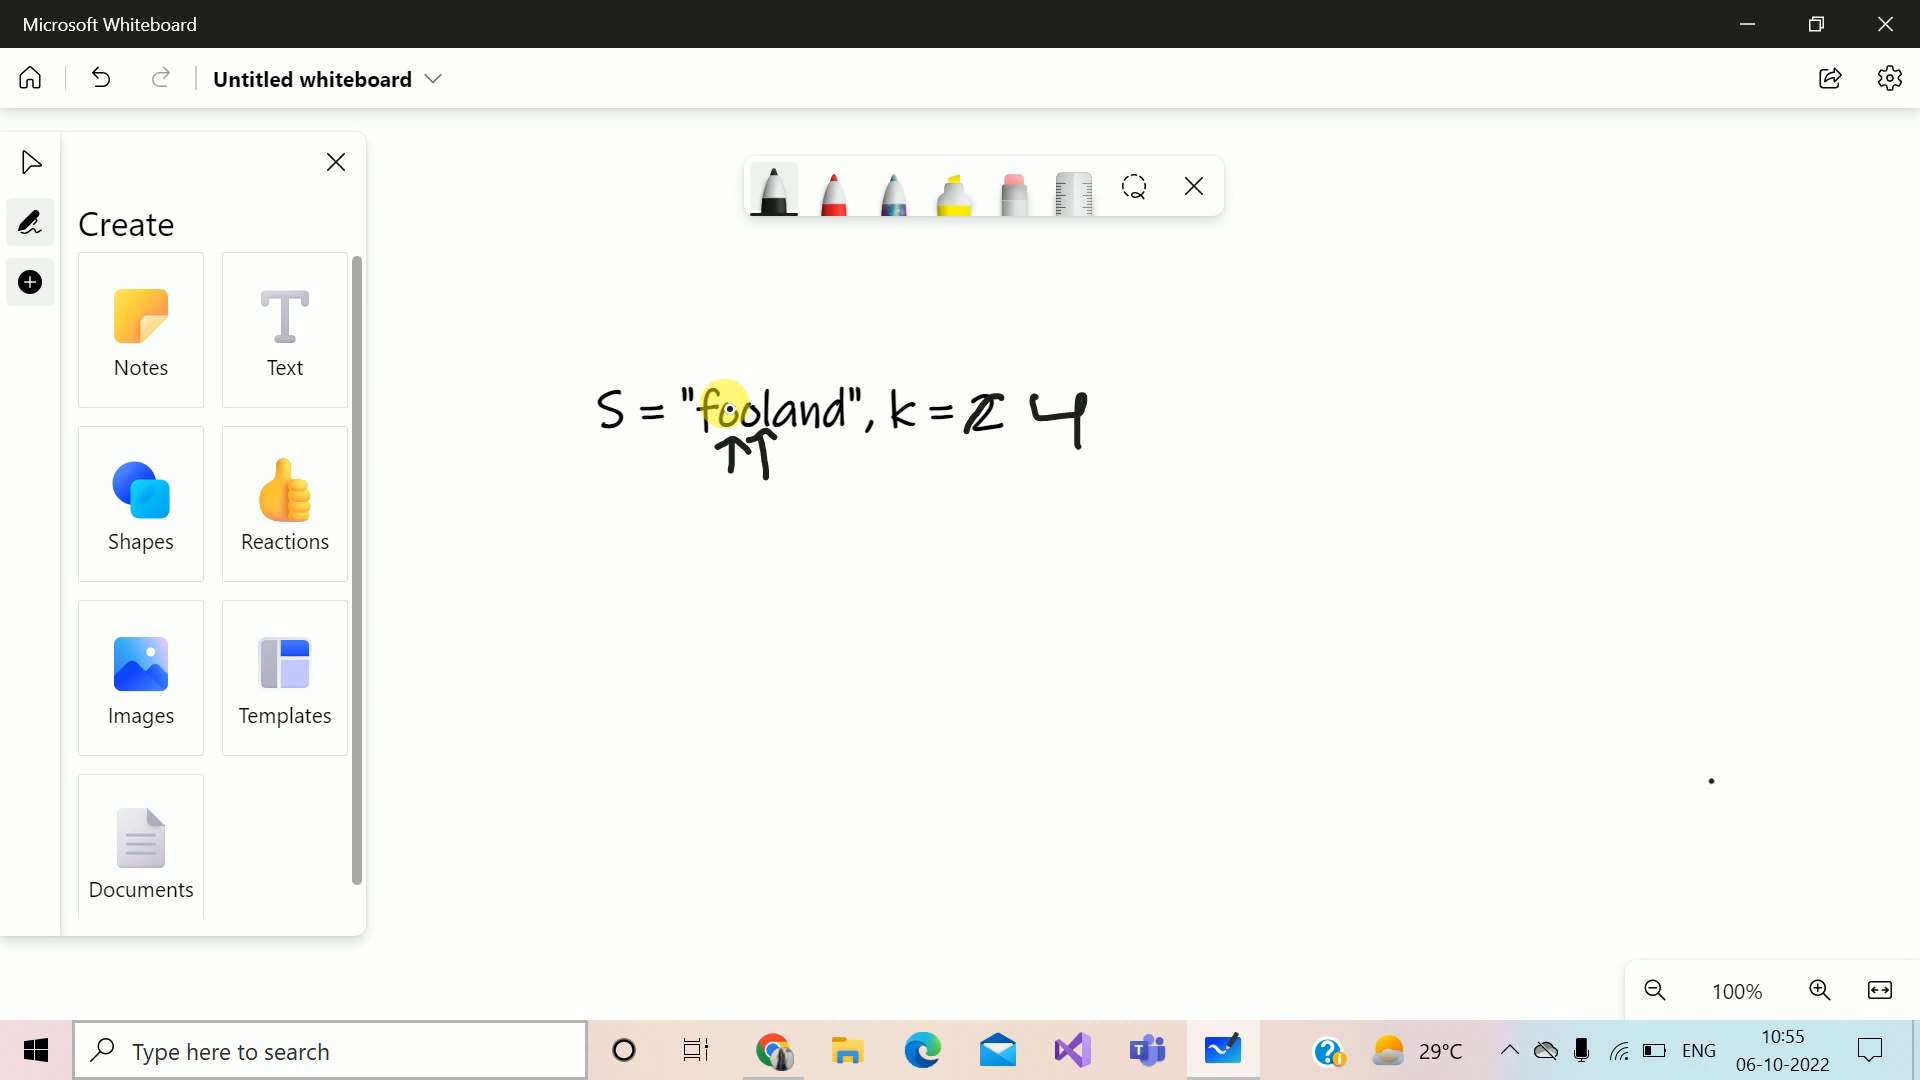 Microsoft Whiteboard
Untitled whiteboard
Create
Notes
Text
Shapes
Reactions
Images
Templates
Documents
S = "fooland", k = 2 4
100%
Type here to search
29°C
ENG
10:55
06-10-2022